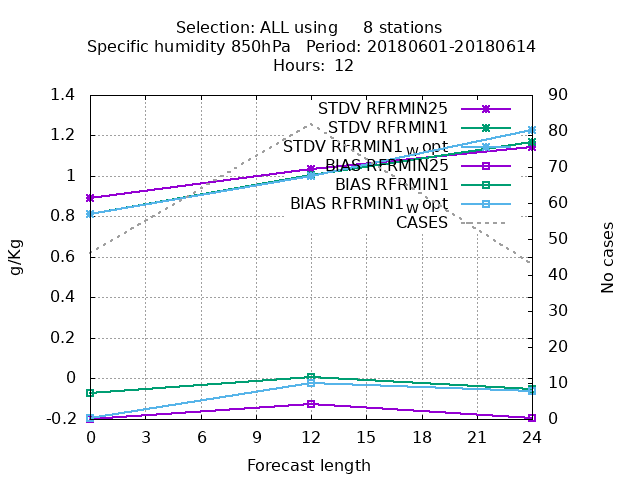 Selection: ALL using     8 stations
Specific humidity 850hPa   Period: 20180601-20180614
Hours: 12
1.4
1.2
1
0.8
0.6
0.4
0.2
0
-0.2
g/Kg
STDV RFRMIN25
STDV RFRMIN1
STDV RFRMIN1_w opt
BIAS RFRMIN25
BIAS RFRMIN1
BIAS RFRMIN1_w opt
CASES
90
80
70
60
50
40
30
20
10
0
No cases
0 3 6 9 12 15 18 21 24
Forecast length